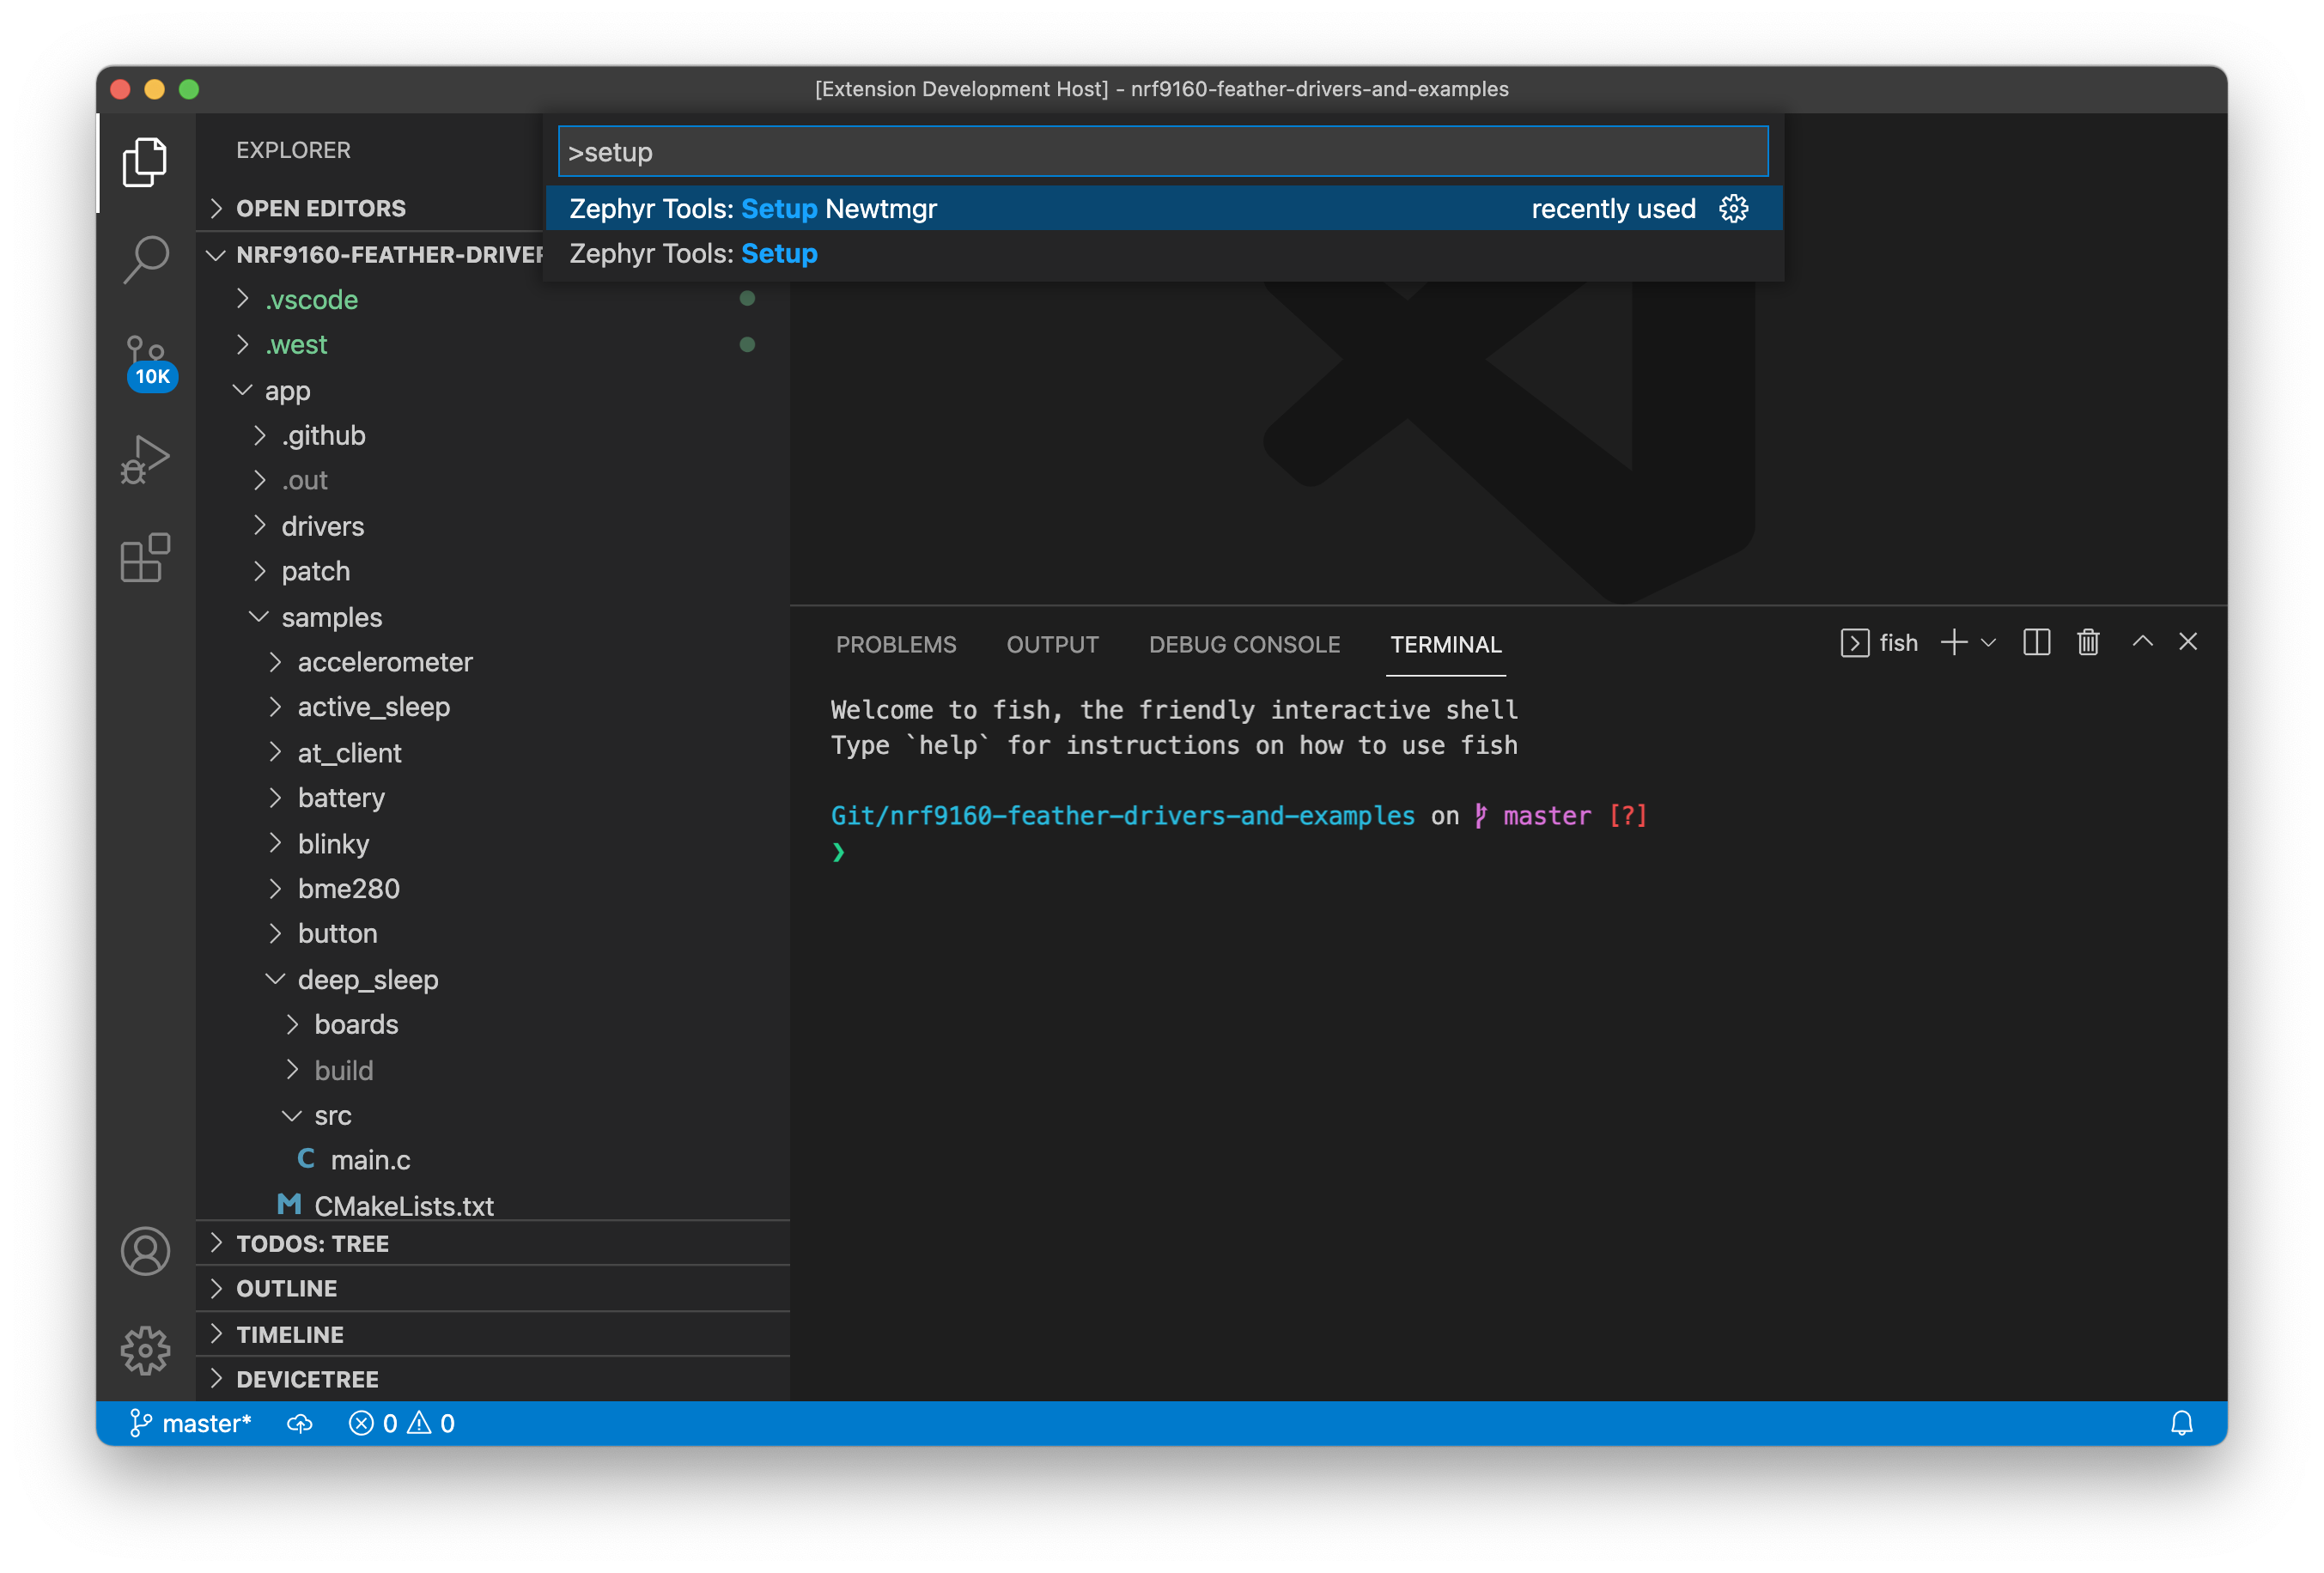 [Extension Development Host] - nrf9160-feather-drivers-and-examples
>setup
Zephyr Tools: Setup Newtmgr recently used
Zephyr Tools: Setup
EXPLORER
OPEN EDITORS
NRF9160-FEATHER-DRIVER
.vscode
.west
app
.github
.out
drivers
patch
samples
accelerometer
active_sleep
at_client
battery
blinky
bme280
button
deep_sleep
boards
build
src
C main.c
M CMakeLists.txt
TODOS: TREE
OUTLINE
TIMELINE
DEVICETREE
10K
PROBLEMS OUTPUT DEBUG CONSOLE TERMINAL fish
Welcome to fish, the friendly interactive shell
Type `help` for instructions on how to use fish
Git/nrf9160-feather-drivers-and-examples on master [?]
❯
master* 0 0